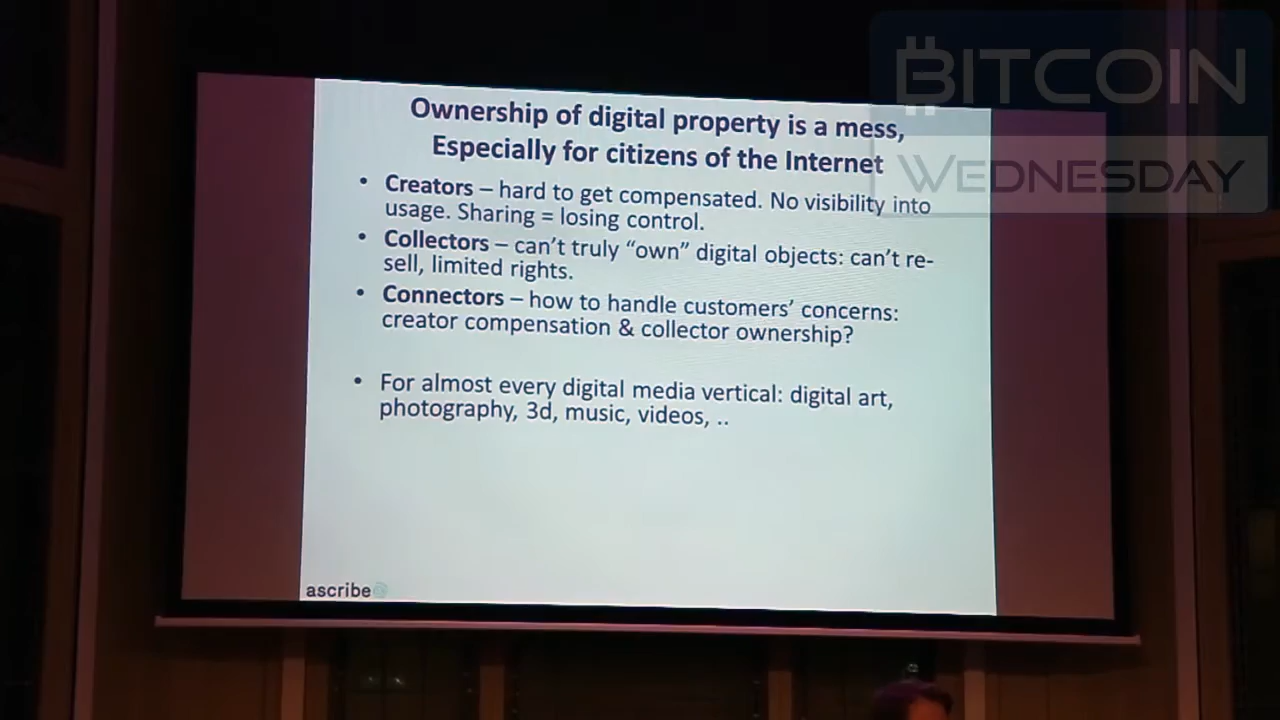 BITCOIN
WEDNESDAY
Ownership of digital property is a mess,
Especially for citizens of the Internet
• Creators – hard to get compensated. No visibility into
usage. Sharing = losing control.
• Collectors – can't truly “own” digital objects: can't re-
sell, limited rights.
• Connectors – how to handle customers' concerns:
creator compensation & collector ownership?
• For almost every digital media vertical: digital art,
photography, 3d, music, videos, ..
ascribe